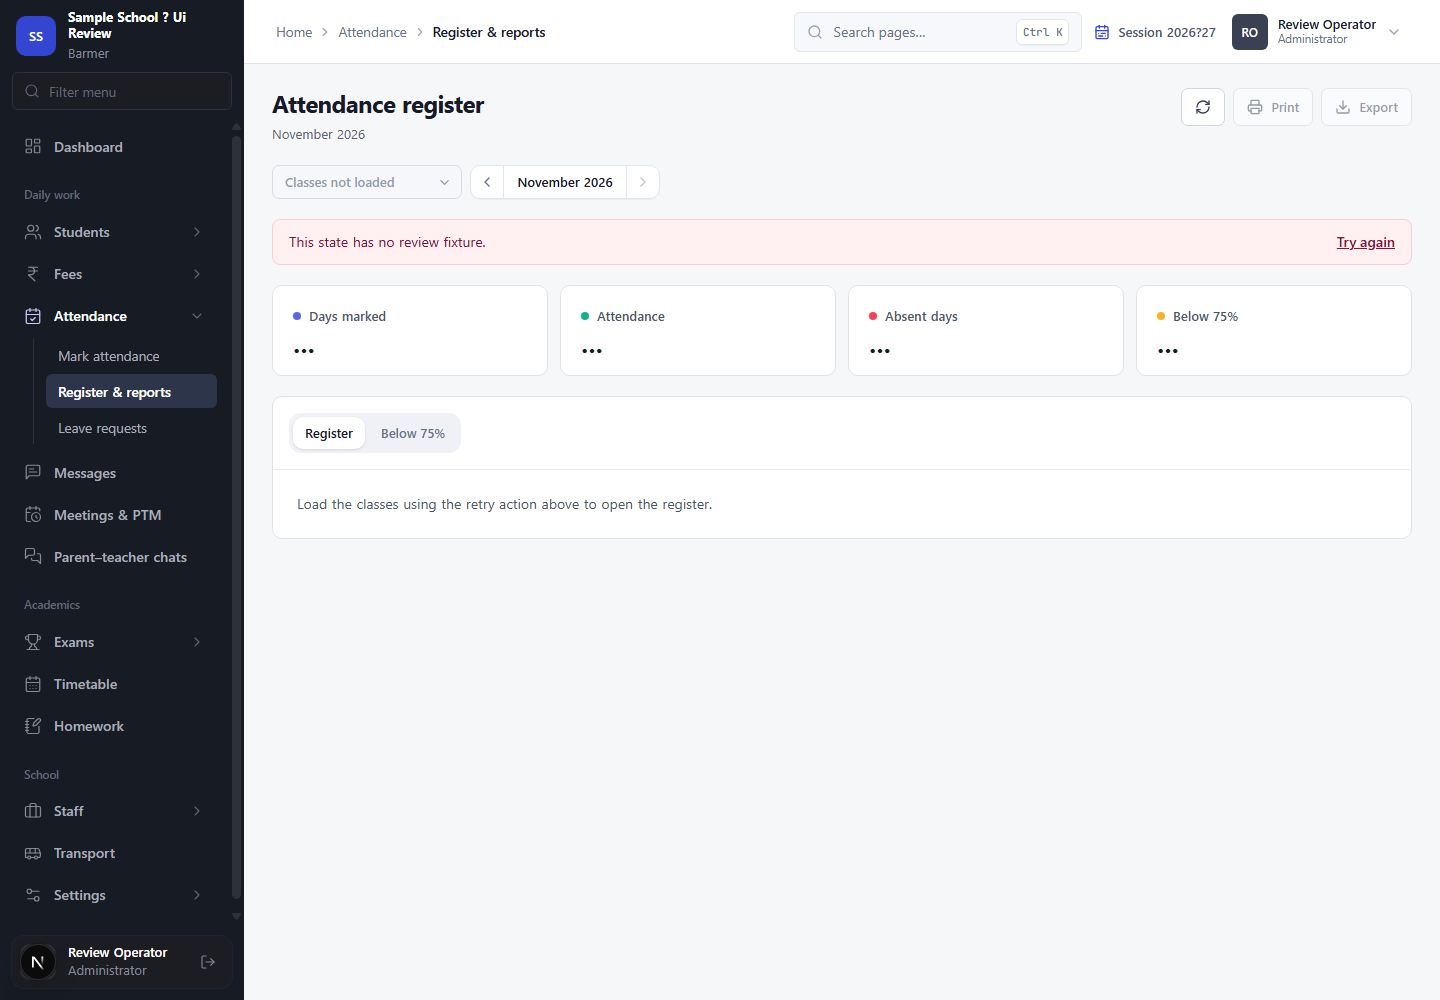 SS
Sample School ? Ui Review
Barmer
Filter menu
Dashboard
Daily work
Students
Fees
Attendance
Mark attendance
Register & reports
Leave requests
Messages
Meetings & PTM
Parent–teacher chats
Academics
Exams
Timetable
Homework
School
Staff
Transport
Settings
N
Review Operator
Administrator
Home > Attendance > Register & reports
Search pages...
Ctrl K
Session 2026?27
RO
Review Operator
Administrator
Attendance register
November 2026
Print
Export
Classes not loaded
November 2026
This state has no review fixture.
Try again
Days marked
•••
Attendance
•••
Absent days
•••
Below 75%
•••
Register
Below 75%
Load the classes using the retry action above to open the register.